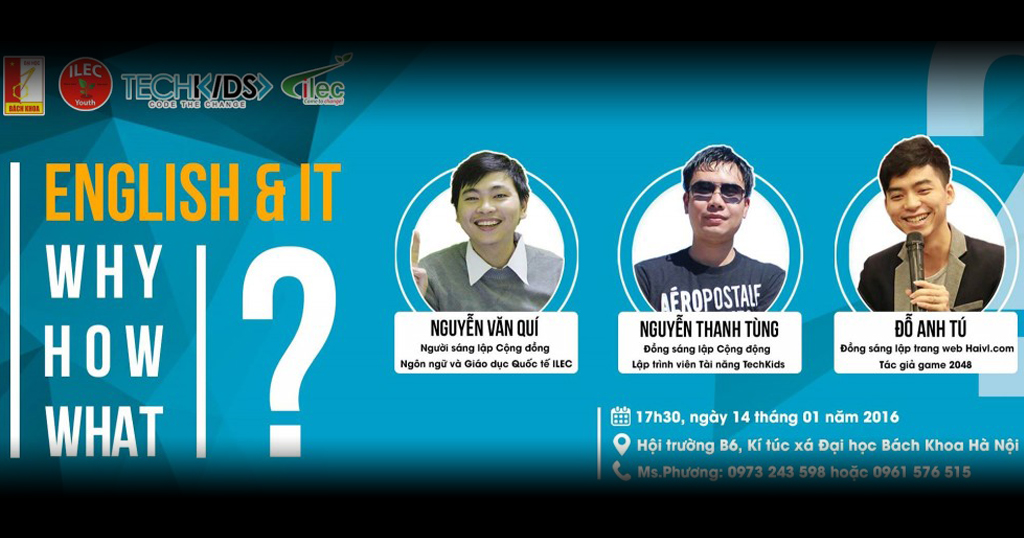 ĐẠI HỌC
BÁCH KHOA
ILEC
Youth
TECHKIDS
CODE THE CHANGE
ilec
Come to change!
ENGLISH & IT
WHY
HOW
WHAT
?
NGUYỄN VĂN QUÍ
Người sáng lập Cộng đồng
Ngôn ngữ và Giáo dục Quốc tế ILEC
AÉROPOSTALE
NGUYỄN THANH TÙNG
Đồng sáng lập Cộng động
Lập trình viên Tài năng TechKids
ĐỖ ANH TÚ
Đồng sáng lập trang web Haivl.com
Tác giả game 2048
17h30, ngày 14 tháng 01 năm 2016
Hội trường B6, Kí túc xá Đại học Bách Khoa Hà Nội
Ms.Phương: 0973 243 598 hoặc 0961 576 515